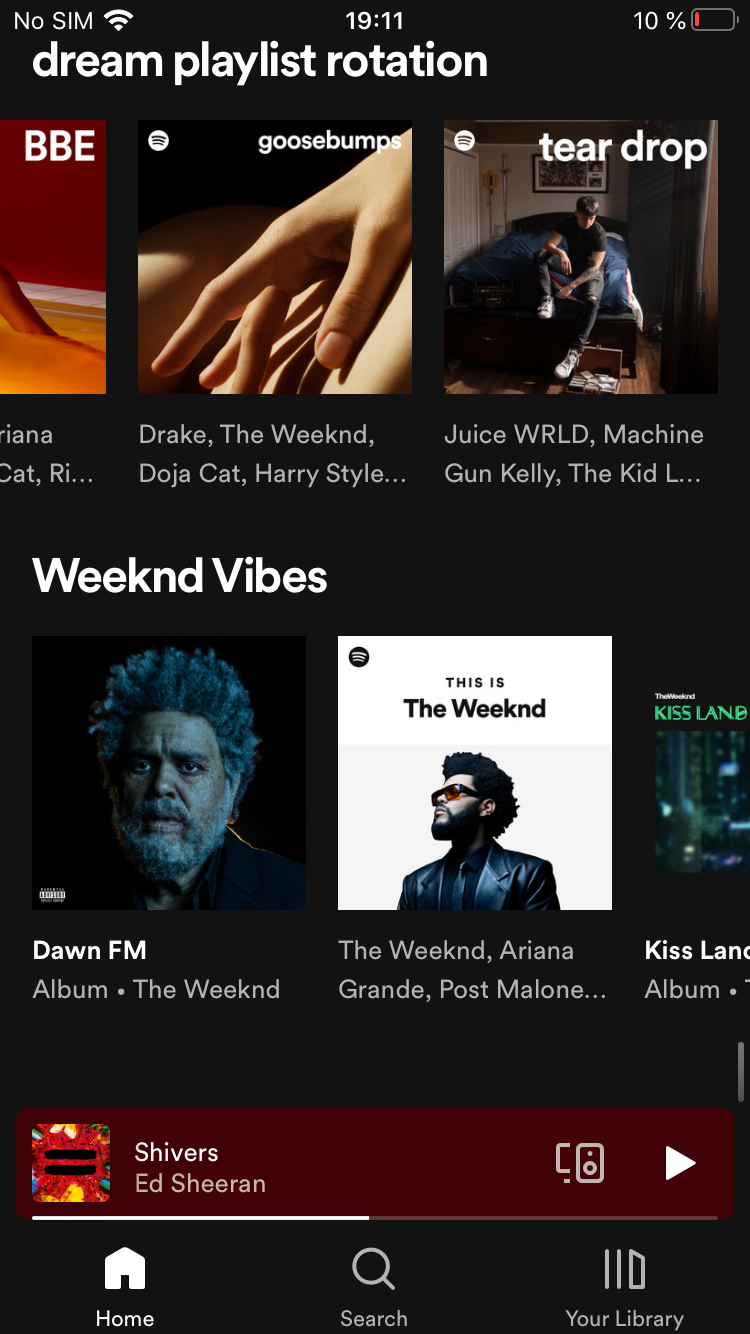 No SIM 19:11 10 %
dream playlist rotation
BBE
goosebumps
tear drop
riana
Cat, Ri...
Drake, The Weeknd,
Doja Cat, Harry Style...
Juice WRLD, Machine
Gun Kelly, The Kid L...
Weeknd Vibes
PARENTAL
ADVISORY
EXPLICIT CONTENT
THIS IS
The Weeknd
TheWeeknd
KISS LAND
Dawn FM
Album • The Weeknd
The Weeknd, Ariana
Grande, Post Malone...
Kiss Land
Album •
Shivers
Ed Sheeran
Home
Search
Your Library